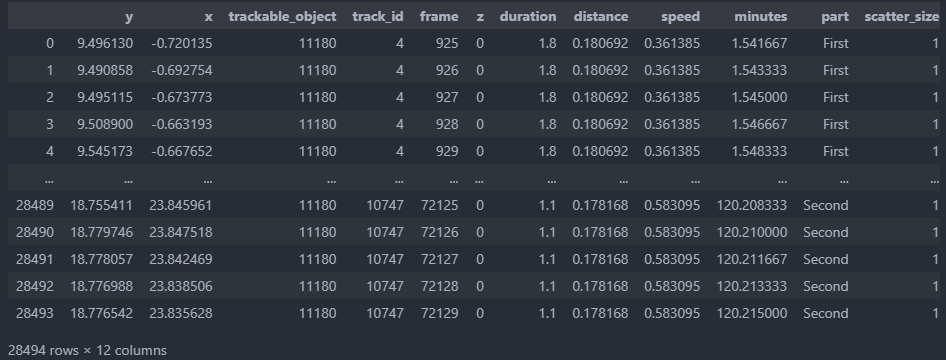 y x trackable_object track_id frame z duration distance speed minutes part scatter_size
0 9.496130 -0.720135 11180 4 925 0 1.8 0.180692 0.361385 1.541667 First 1
1 9.490858 -0.692754 11180 4 926 0 1.8 0.180692 0.361385 1.543333 First 1
2 9.495115 -0.673773 11180 4 927 0 1.8 0.180692 0.361385 1.545000 First 1
3 9.508900 -0.663193 11180 4 928 0 1.8 0.180692 0.361385 1.546667 First 1
4 9.545173 -0.667652 11180 4 929 0 1.8 0.180692 0.361385 1.548333 First 1
... ... ... ... ... ... ... ... ... ... ... ... ...
28489 18.755411 23.845961 11180 10747 72125 0 1.1 0.178168 0.583095 120.208333 Second 1
28490 18.779746 23.847518 11180 10747 72126 0 1.1 0.178168 0.583095 120.210000 Second 1
28491 18.778057 23.842469 11180 10747 72127 0 1.1 0.178168 0.583095 120.211667 Second 1
28492 18.776988 23.838506 11180 10747 72128 0 1.1 0.178168 0.583095 120.213333 Second 1
28493 18.776542 23.835628 11180 10747 72129 0 1.1 0.178168 0.583095 120.215000 Second 1
28494 rows × 12 columns